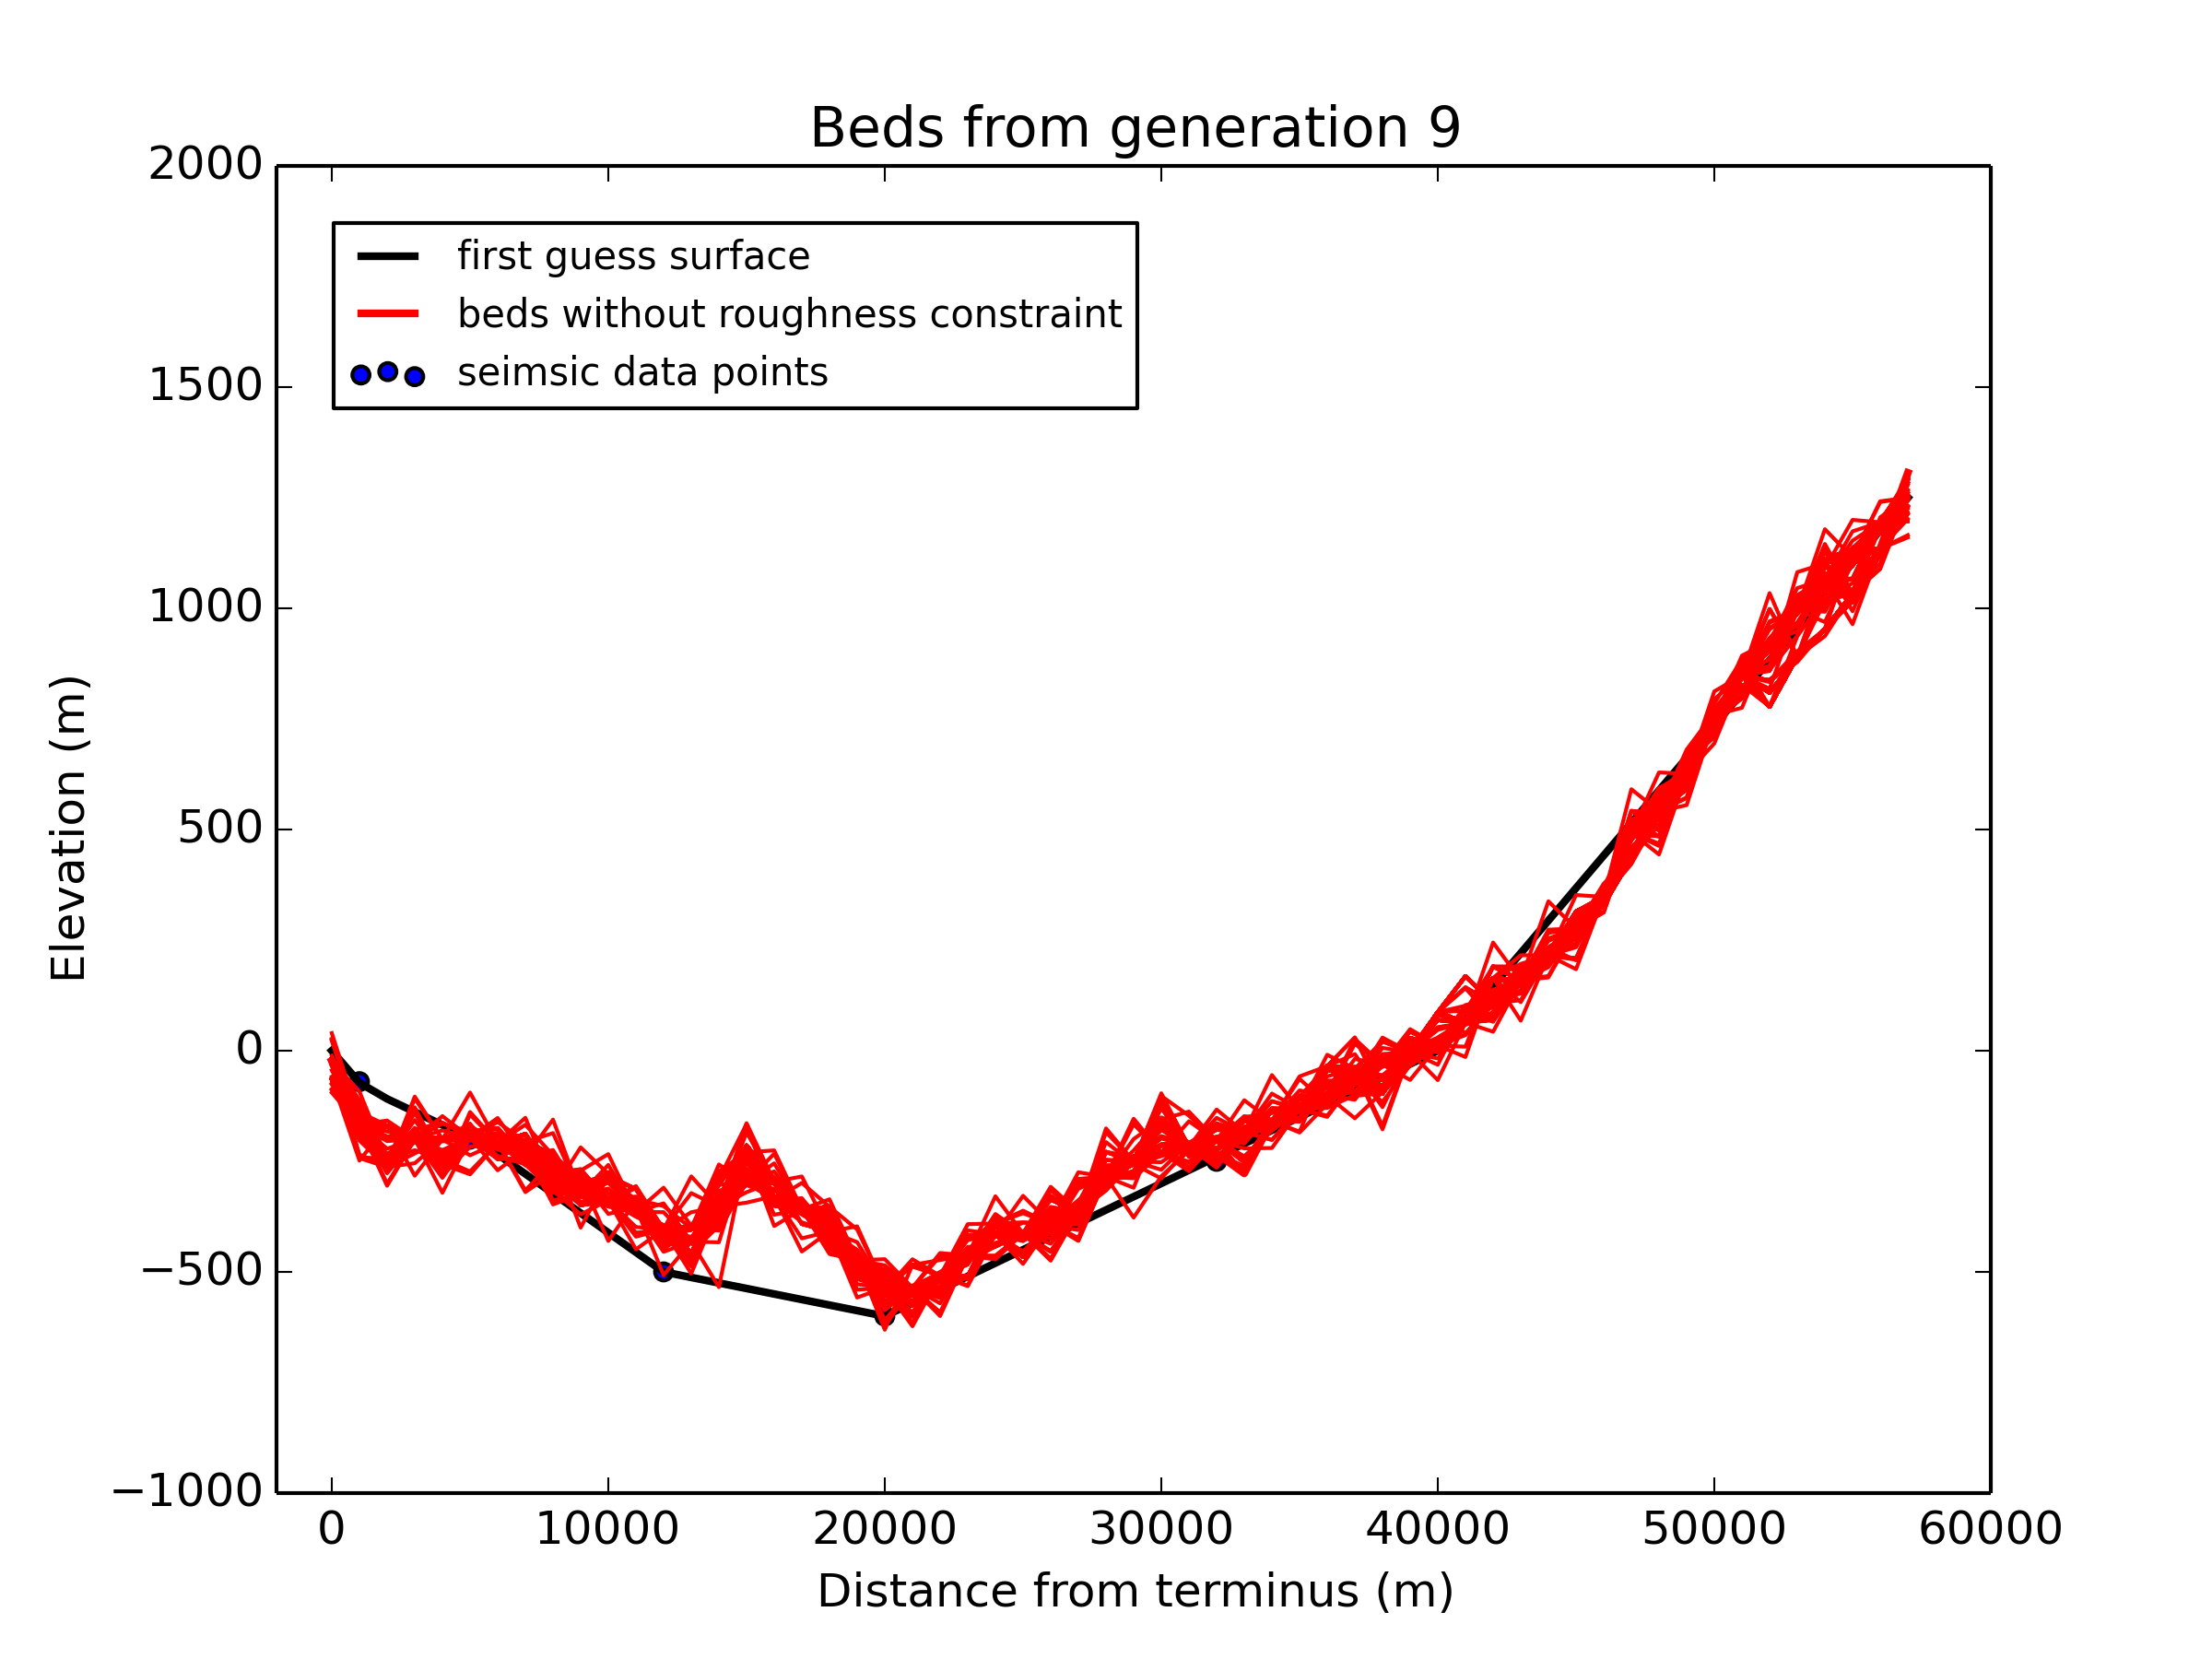 Beds from generation 9
2000
1500
1000
500
0
−500
−1000
first guess surface
beds without roughness constraint
seimsic data points
Elevation (m)
0 10000 20000 30000 40000 50000 60000
Distance from terminus (m)